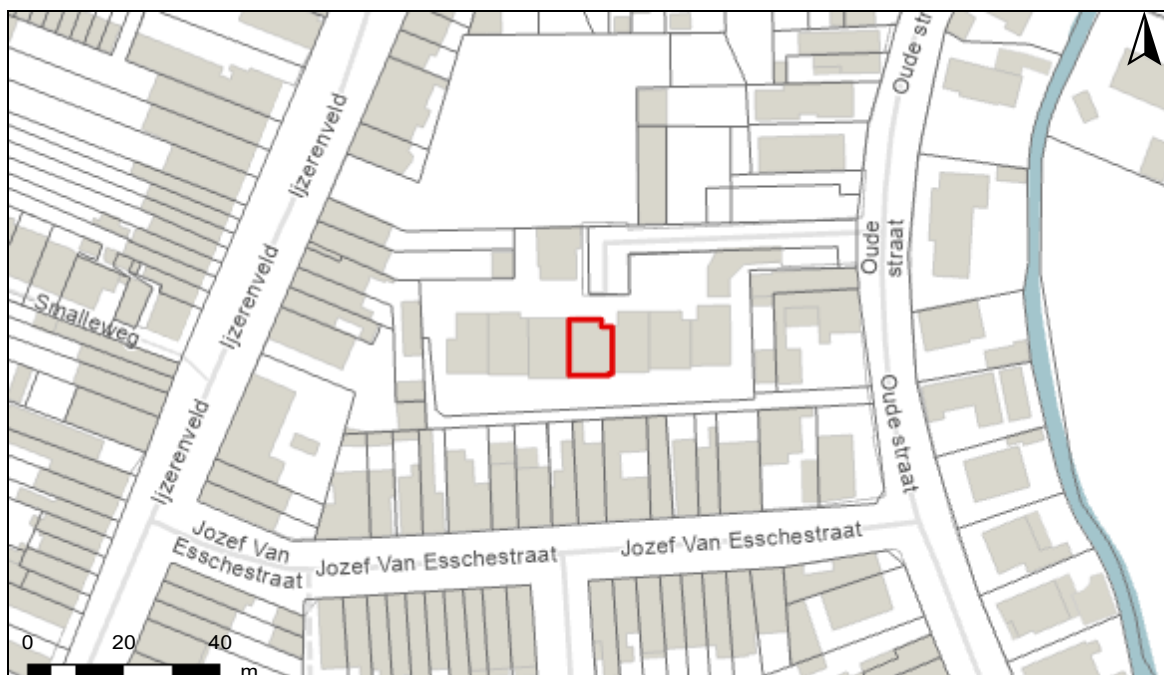 Oude str
Ijzerenveld
Oude
straat
Ijzerenveld
Smalleweg
Oude straat
Ijzerenveld
Jozef Van
Esschestraat
Jozef Van Esschestraat
Jozef Van Esschestraat
0 20 40
m